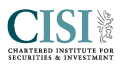 CISI
CHARTERED INSTITUTE FOR
SECURITIES & INVESTMENT